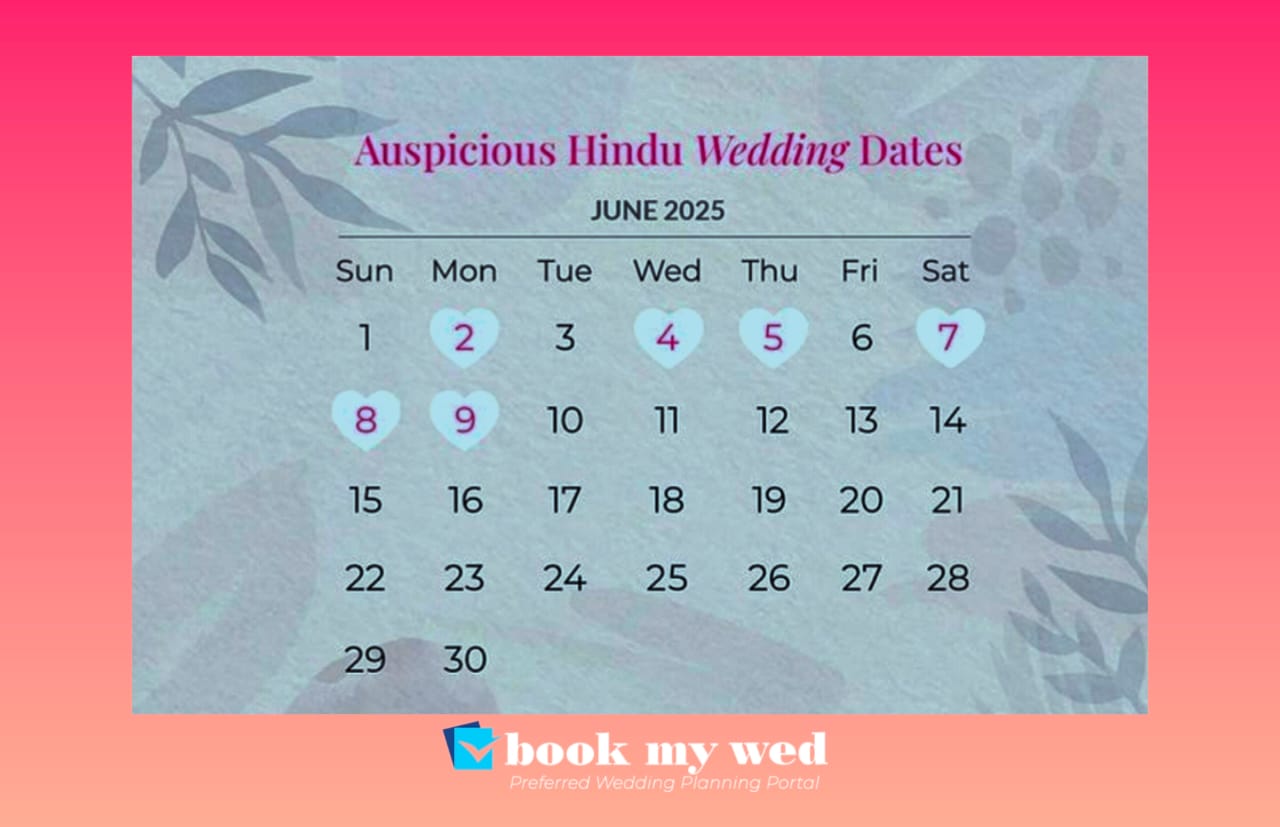 Auspicious Hindu Wedding Dates
JUNE 2025
Sun Mon Tue Wed Thu Fri Sat
1 2 3 4 5 6 7
8 9 10 11 12 13 14
15 16 17 18 19 20 21
22 23 24 25 26 27 28
29 30
book my wed
Preferred Wedding Planning Portal